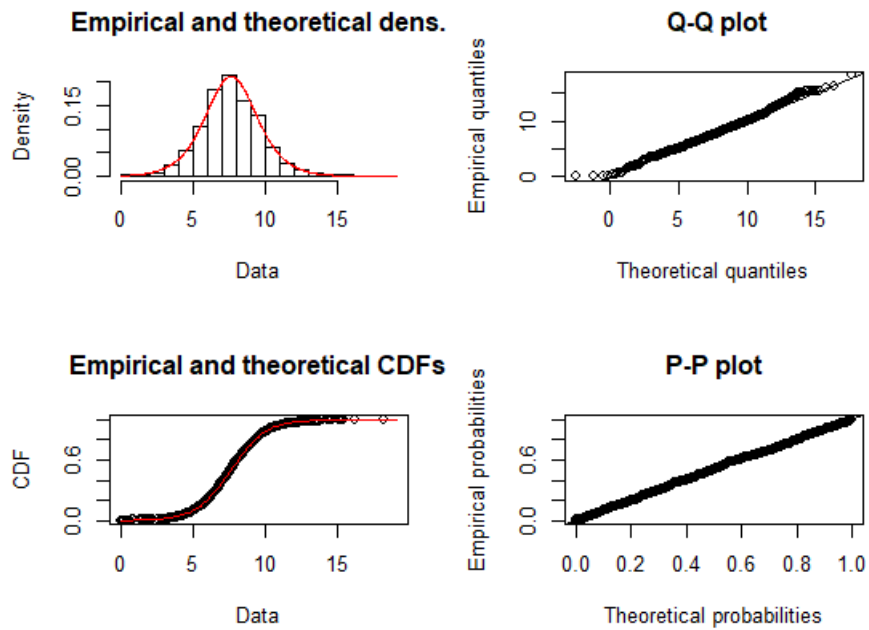 Empirical and theoretical dens.
Density
0.00 0.15
0 5 10 15
Data
Q-Q plot
Empirical quantiles
0 10
0 5 10 15
Theoretical quantiles
Empirical and theoretical CDFs
CDF
0.0 0.6
0 5 10 15
Data
P-P plot
Empirical probabilities
0.0 0.6
0.0 0.2 0.4 0.6 0.8 1.0
Theoretical probabilities